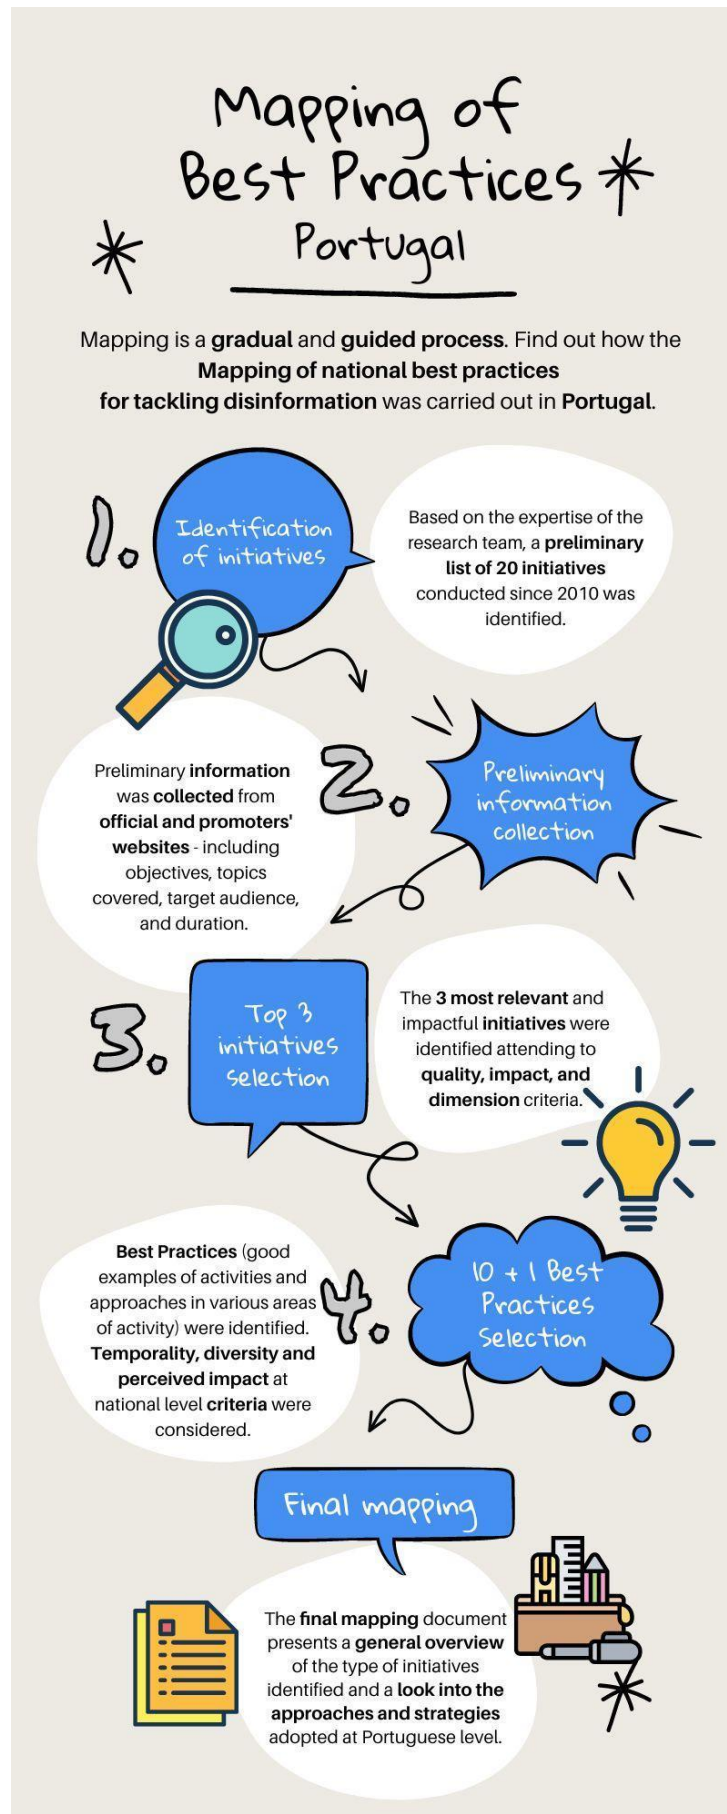 Mapping of
Best Practices
Portugal
Mapping is a gradual and guided process. Find out how the
Mapping of national best practices
for tackling disinformation was carried out in Portugal.
1.
Identification
of initiatives
Based on the expertise of the
research team, a preliminary
list of 20 initiatives
conducted since 2010 was
identified.
2.
Preliminary
information
collection
Preliminary information
was collected from
official and promoters'
websites - including
objectives, topics
covered, target audience,
and duration.
3.
Top 3
initiatives
selection
The 3 most relevant and
impactful initiatives were
identified attending to
quality, impact, and
dimension criteria.
4.
10 + 1 Best
Practices
Selection
Best Practices (good
examples of activities and
approaches in various areas
of activity) were identified.
Temporality, diversity and
perceived impact at
national level criteria were
considered.
Final mapping
The final mapping document
presents a general overview
of the type of initiatives
identified and a look into the
approaches and strategies
adopted at Portuguese level.